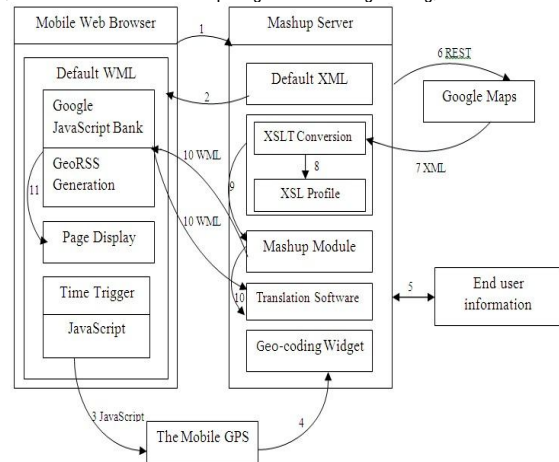 Mobile Web Browser
Mashup Server
1
6 REST
Default WML
Default XML
2
Google Maps
Google
JavaScript Bank
XSLT Conversion
7 XML
10 WML
8
GeoRSS
Generation
XSL Profile
9
11
10 WML
Page Display
Mashup Module
Time Trigger
JavaScript
10
Translation Software
5
End user
information
Geo-coding Widget
3 JavaScript
4
The Mobile GPS